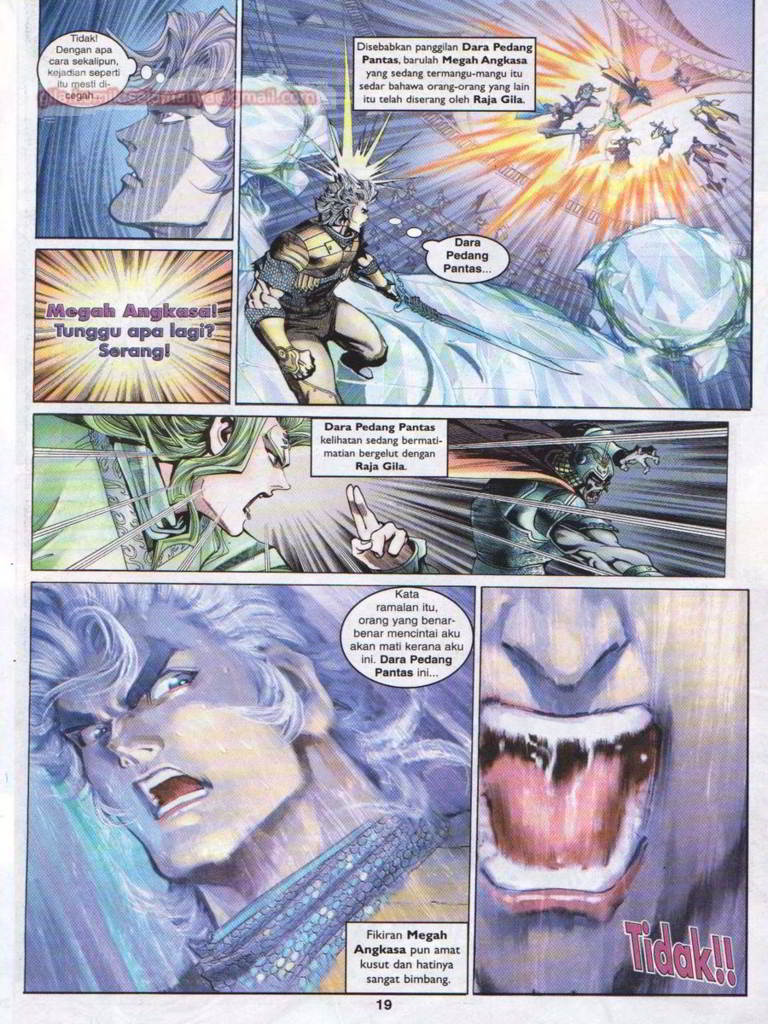 Tidak!
Dengan apa
cara sekalipun,
kejadian seperti
itu mesti di-
cegah...
Disebabkan panggilan Dara Pedang
Pantas, barulah Megah Angkasa
yang sedang termangu-mangu itu
sedar bahawa orang-orang yang lain
itu telah diserang oleh Raja Gila.
Dara
Pedang
Pantas...
Megah Angkasa!
Tunggu apa lagi?
Serang!
Dara Pedang Pantas
kelihatan sedang bermati-
matian bergelut dengan
Raja Gila.
Kata
ramalan itu,
orang yang benar-
benar mencintai aku
akan mati kerana aku
ini. Dara Pedang
Pantas ini...
Fikiran Megah
Angkasa pun amat
kusut dan hatinya
sangat bimbang.
Tidak!!
19